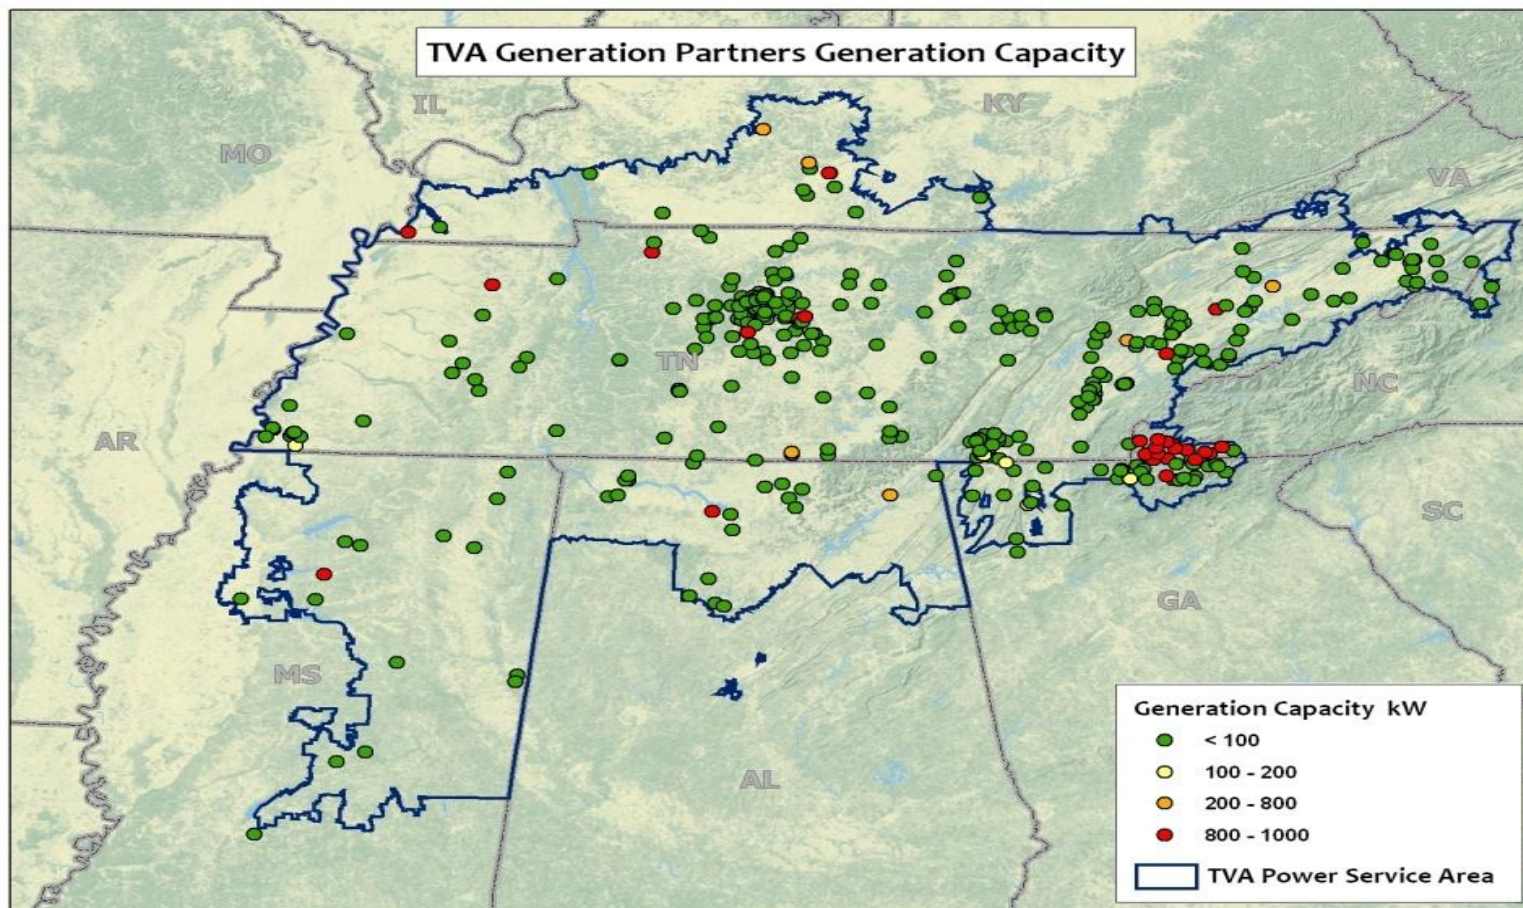 TVA Generation Partners Generation Capacity
IL
KY
MO
VA
TN
NC
AR
SC
GA
MS
AL
Generation Capacity kW
< 100
100 - 200
200 - 800
800 - 1000
TVA Power Service Area